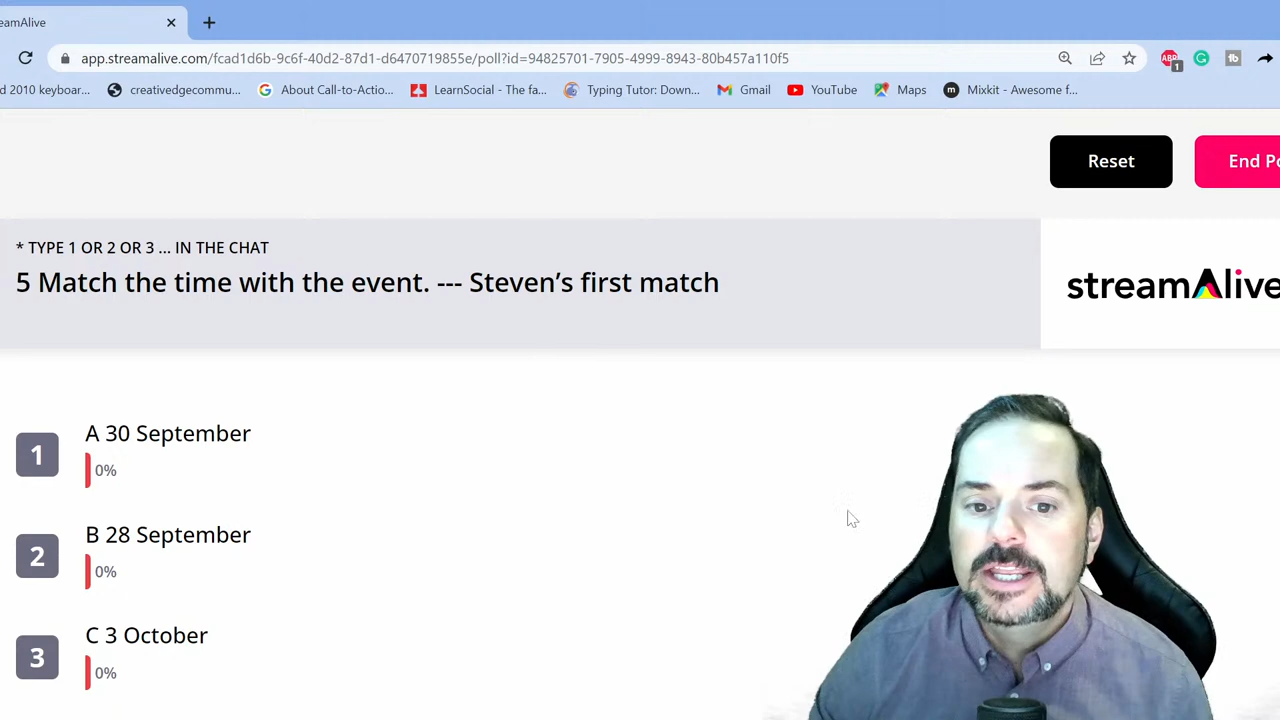 eamAlive
app.streamalive.com/fcad1d6b-9c6f-40d2-87d1-d6470719855e/poll?id=94825701-7905-4999-8943-80b457a110f5
ABP
1
tb
d 2010 keyboar...
creativedgecommu...
About Call-to-Actio...
LearnSocial - The fa...
Typing Tutor: Down...
Gmail
YouTube
Maps
Mixkit - Awesome f...
Reset
End Po
* TYPE 1 OR 2 OR 3 ... IN THE CHAT
5 Match the time with the event. --- Steven’s first match
streamAlive
1
A 30 September
0%
2
B 28 September
0%
3
C 3 October
0%